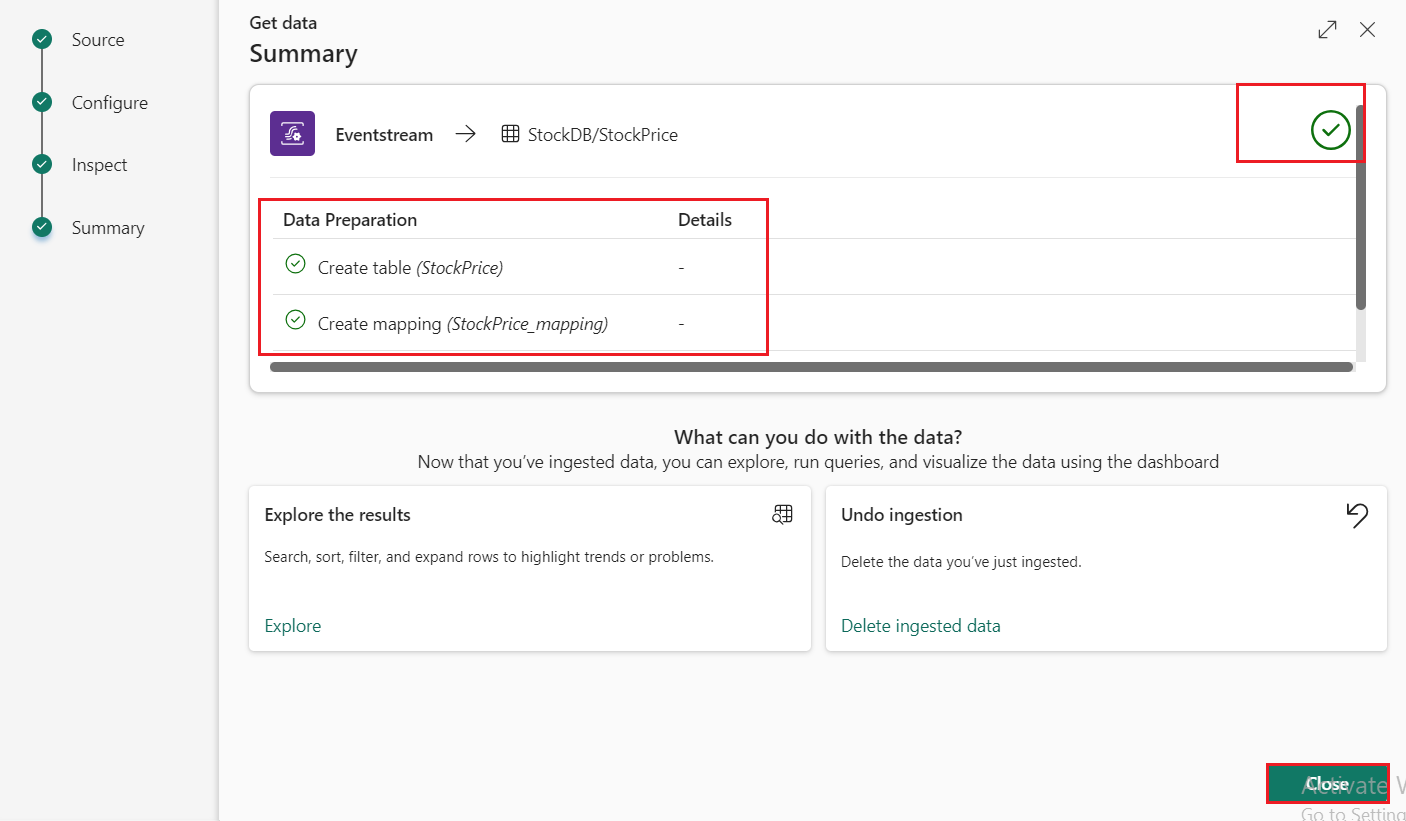 Source
Configure
Inspect
Summary
Get data
Summary
Eventstream
StockDB/StockPrice
Data Preparation Details
Create table (StockPrice) -
Create mapping (StockPrice_mapping) -
What can you do with the data?
Now that you’ve ingested data, you can explore, run queries, and visualize the data using the dashboard
Explore the results
Search, sort, filter, and expand rows to highlight trends or problems.
Explore
Undo ingestion
Delete the data you’ve just ingested.
Delete ingested data
Close
Activate W
Go to Setting